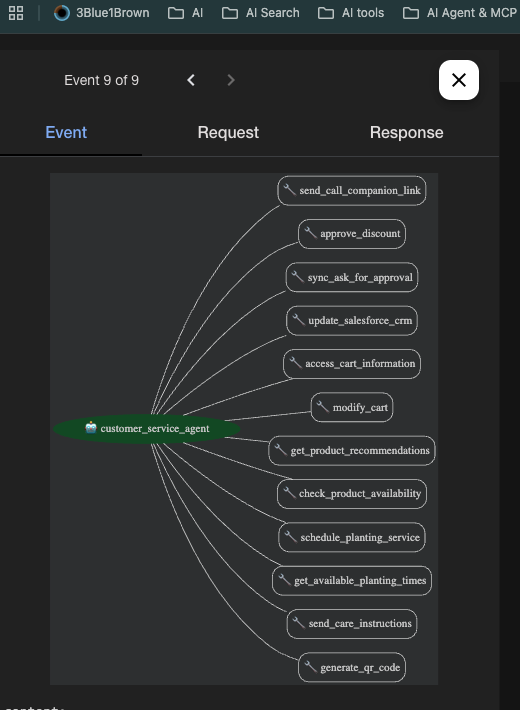 3Blue1Brown AI AI Search AI tools AI Agent & MCP
Event 9 of 9
Event Request Response
send_call_companion_link
approve_discount
sync_ask_for_approval
update_salesforce_crm
access_cart_information
modify_cart
customer_service_agent
get_product_recommendations
check_product_availability
schedule_planting_service
get_available_planting_times
send_care_instructions
generate_qr_code